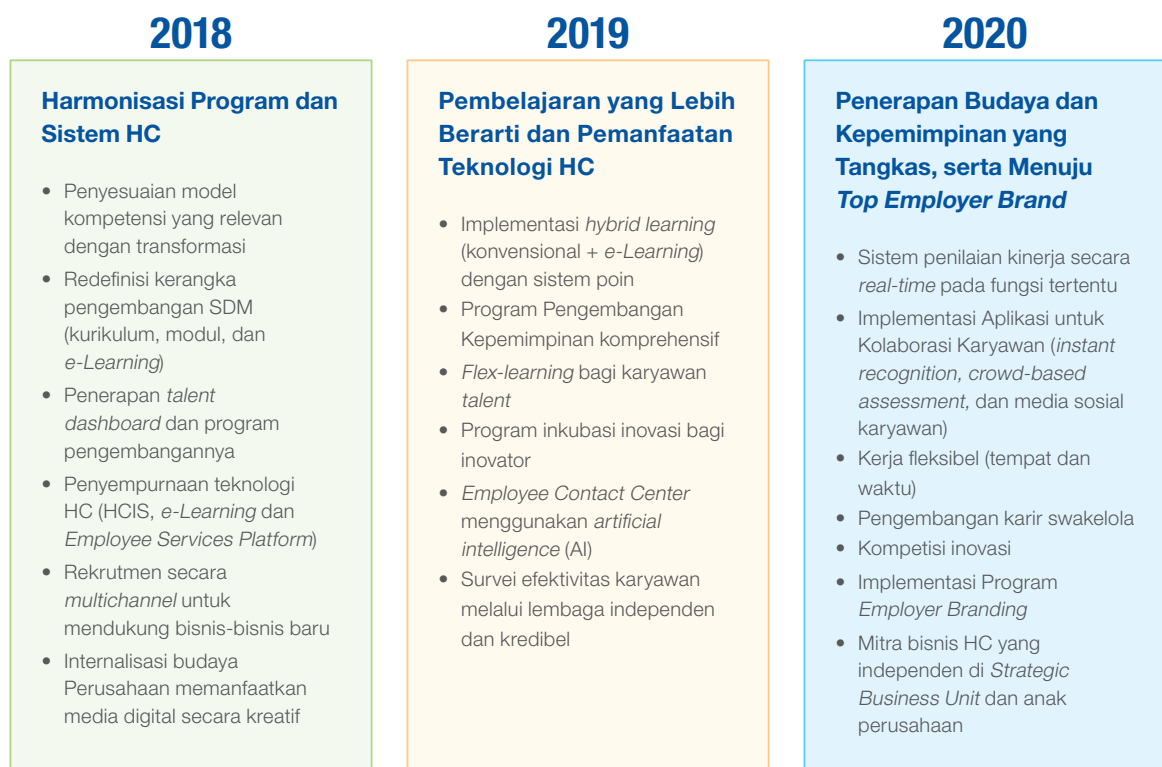 2018
Harmonisasi Program dan
Sistem HC
• Penyesuaian model
kompetensi yang relevan
dengan transformasi
• Redefinisi kerangka
pengembangan SDM
(kurikulum, modul, dan
e-Learning)
• Penerapan talent
dashboard dan program
pengembangannya
• Penyempurnaan teknologi
HC (HCIS, e-Learning dan
Employee Services Platform)
• Rekrutmen secara
multichannel untuk
mendukung bisnis-bisnis baru
• Internalisasi budaya
Perusahaan memanfaatkan
media digital secara kreatif
2019
Pembelajaran yang Lebih
Berarti dan Pemanfaatan
Teknologi HC
• Implementasi hybrid learning
(konvensional + e-Learning)
dengan sistem poin
• Program Pengembangan
Kepemimpinan komprehensif
• Flex-learning bagi karyawan
talent
• Program inkubasi inovasi bagi
inovator
• Employee Contact Center
menggunakan artificial
intelligence (AI)
• Survei efektivitas karyawan
melalui lembaga independen
dan kredibel
2020
Penerapan Budaya dan
Kepemimpinan yang
Tangkas, serta Menuju
Top Employer Brand
• Sistem penilaian kinerja secara
real-time pada fungsi tertentu
• Implementasi Aplikasi untuk
Kolaborasi Karyawan (instant
recognition, crowd-based
assessment, dan media sosial
karyawan)
• Kerja fleksibel (tempat dan
waktu)
• Pengembangan karir swakelola
• Kompetisi inovasi
• Implementasi Program
Employer Branding
• Mitra bisnis HC yang
independen di Strategic
Business Unit dan anak
perusahaan